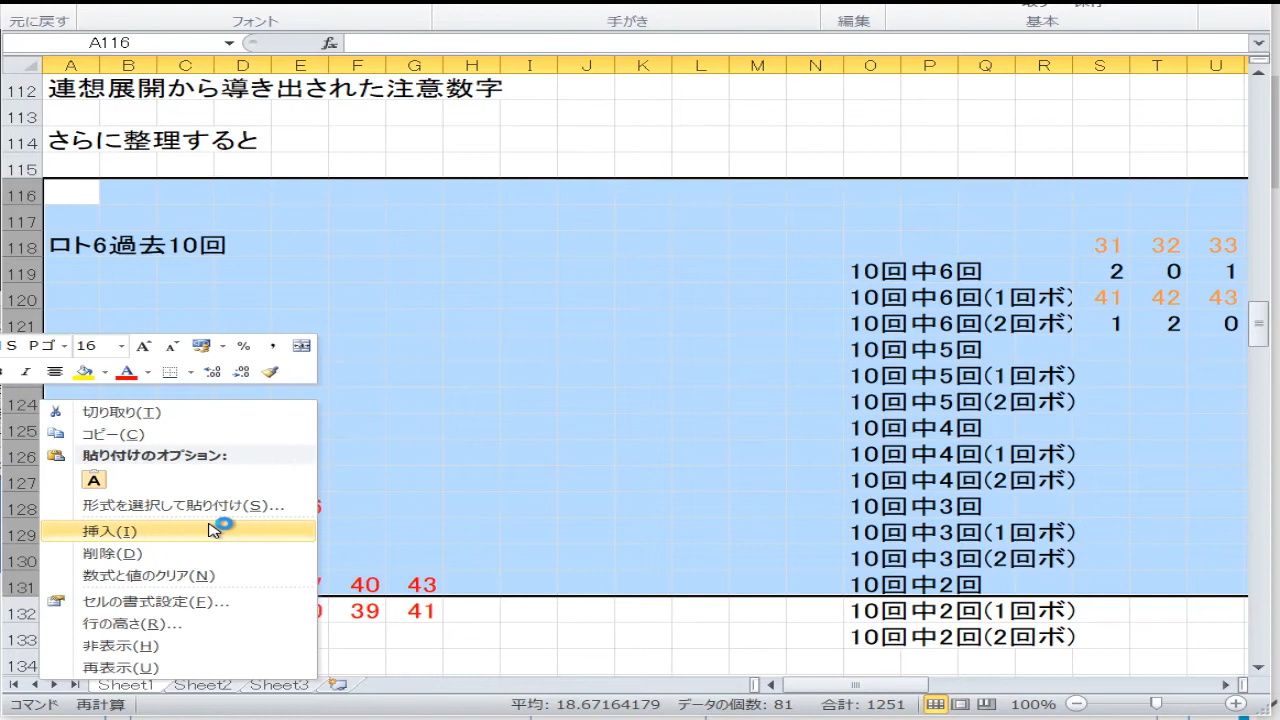 元に戻す フォント 手がき 編集 基本
A116 fx
A B C D E F G H I J K L M N O P Q R S T U
112 連想展開から導き出された注意数字
113
114 さらに整理すると
115
116
117
118 ロト6過去10回 31 32 33
119 10回中6回 2 0 1
120 10回中6回(1回ボ) 41 42 43
121 10回中6回(2回ボ) 1 2 0
S Pゴ 16 A A % ,
10回中5回
I A
10回中5回(1回ボ)
124 10回中5回(2回ボ)
切り取り(T)
125 10回中4回
コピー(C)
126 貼り付けのオプション: 10回中4回(1回ボ)
127 A 10回中4回(2回ボ)
128 形式を選択して貼り付け(S)... 10回中3回
129 挿入(I) 10回中3回(1回ボ)
130 削除(D) 10回中3回(2回ボ)
131 数式と値のクリア(N) 40 43 10回中2回
132 セルの書式設定(F)... 39 41 10回中2回(1回ボ)
行の高さ(R)...
133 非表示(H) 10回中2回(2回ボ)
134 再表示(U)
Sheet1 Sheet2 Sheet3
コマンド 再計算 平均: 18.67164179 データの個数: 81 合計: 1251 100%